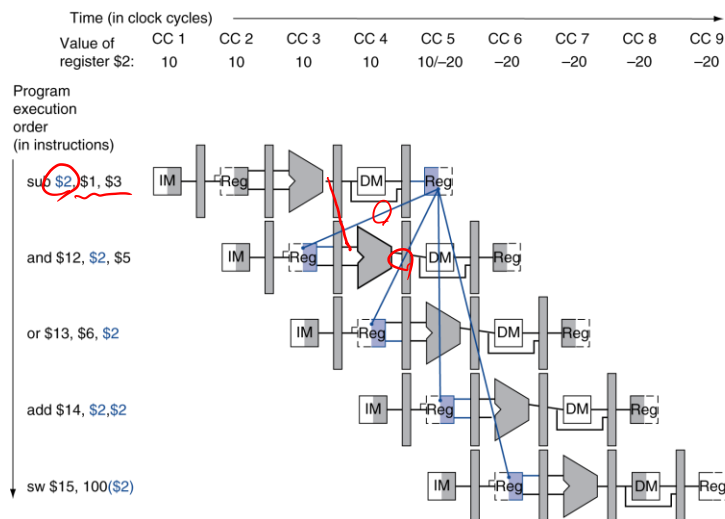 Time (in clock cycles)
Value of CC 1 CC 2 CC 3 CC 4 CC 5 CC 6 CC 7 CC 8 CC 9
register $2: 10 10 10 10 10/–20 –20 –20 –20 –20
Program
execution
order
(in instructions)
sub $2, $1, $3 IM Reg DM Reg
and $12, $2, $5 IM Reg DM Reg
or $13, $6, $2 IM Reg DM Reg
add $14, $2,$2 IM Reg DM Reg
sw $15, 100($2) IM Reg DM Reg